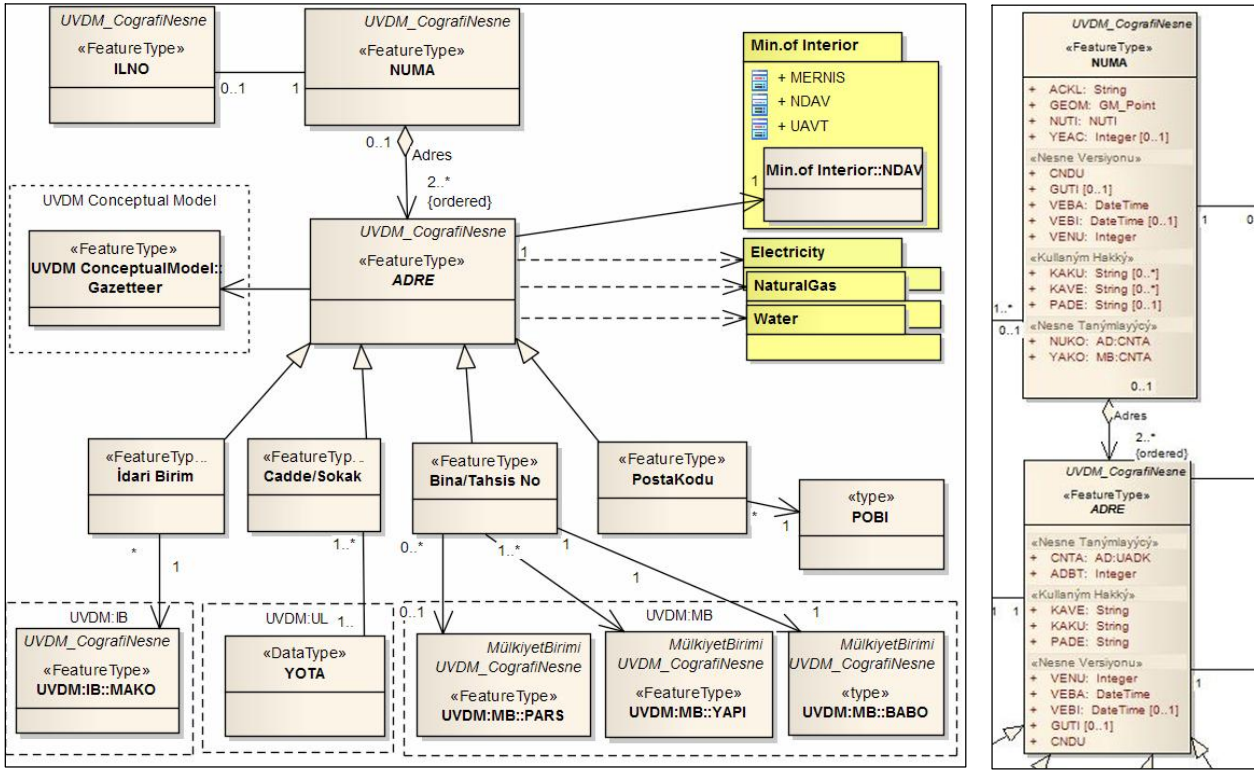 UVDM_CografiNesne
«FeatureType»
ILNO
0..1
1
UVDM_CografiNesne
«FeatureType»
NUMA
0..1
Adres
2..*
{ordered}
Min.of Interior
+ MERNIS
+ NDAV
+ UAVT
Min.of Interior::NDAV
1
UVDM Conceptual Model
«FeatureType»
UVDM ConceptualModel::
Gazetteer
UVDM_CografiNesne
«FeatureType»
ADRE
1
Electricity
NaturalGas
Water
«FeatureTyp...
İdari Birim
«FeatureTyp...
Cadde/Sokak
«FeatureType»
Bina/Tahsis No
«FeatureType»
PostaKodu
*
1
«type»
POBI
*
1
1..*
1..
0..*
0..1
1..*
1
1
1
UVDM:IB
UVDM_CografiNesne
«FeatureType»
UVDM:IB::MAKO
UVDM:UL
«DataType»
YOTA
UVDM:MB
MülkiyetBirimi
UVDM_CografiNesne
«FeatureType»
UVDM:MB::PARS
MülkiyetBirimi
UVDM_CografiNesne
«FeatureType»
UVDM:MB::YAPI
MülkiyetBirimi
UVDM_CografiNesne
«type»
UVDM:MB::BABO
UVDM_CografiNesne
«FeatureType»
NUMA
+ ACKL: String
+ GEOM: GM_Point
+ NUTI: NUTI
+ YEAC: Integer [0..1]
«Nesne Versiyonu»
+ CNDU
+ GUTI [0..1]
+ VEBA: DateTime
+ VEBI: DateTime [0..1]
+ VENU: Integer
«Kullaným Hakký»
+ KAKU: String [0..*]
+ KAVE: String [0..*]
+ PADE: String [0..1]
«Nesne Tanýmlayýcý»
+ NUKO: AD:CNTA
+ YAKO: MB:CNTA
1
0
1..*
0..1
0..1
Adres
2..*
{ordered}
UVDM_CografiNesne
«FeatureType»
ADRE
«Nesne Tanýmlayýcý»
+ CNTA: AD:UADK
+ ADBT: Integer
«Kullaným Hakký»
+ KAVE: String
+ KAKU: String
+ PADE: String
«Nesne Versiyonu»
+ VENU: Integer
+ VEBA: DateTime
+ VEBI: DateTime [0..1]
+ GUTI [0..1]
+ CNDU
1
1
1